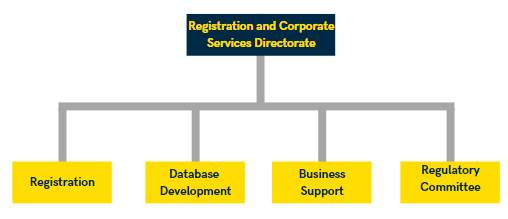 Registration and Corporate
Services Directorate
Registration
Database
Development
Business
Support
Regulatory
Committee